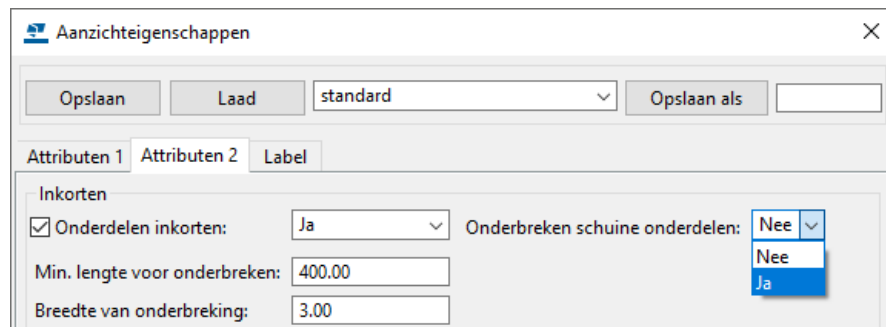 Aanzichteigenschappen
Opslaan Laad standard Opslaan als
Attributen 1 Attributen 2 Label
Inkorten
Onderdelen inkorten: Ja Onderbreken schuine onderdelen: Nee
Nee
Min. lengte voor onderbreken: 400.00 Ja
Breedte van onderbreking: 3.00